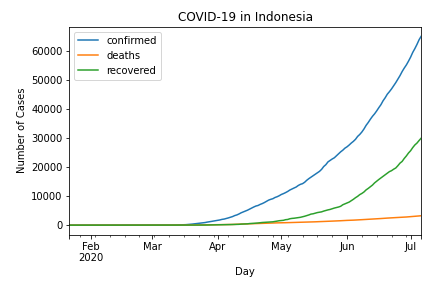 COVID-19 in Indonesia
confirmed
deaths
recovered
Number of Cases
60000
50000
40000
30000
20000
10000
0
Feb Mar Apr May Jun Jul
2020
Day